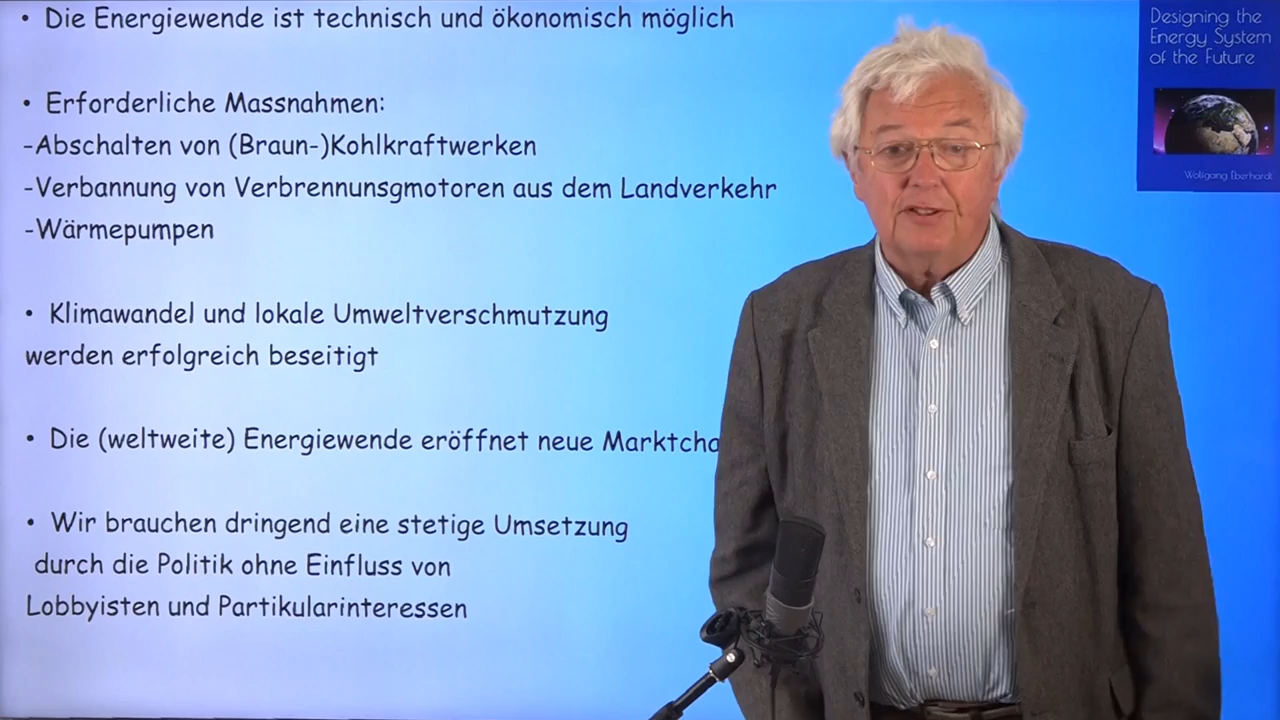 • Die Energiewende ist technisch und ökonomisch möglich
• Erforderliche Massnahmen:
-Abschalten von (Braun-)Kohlkraftwerken
-Verbannung von Verbrennunsgmotoren aus dem Landverkehr
-Wärmepumpen
• Klimawandel und lokale Umweltverschmutzung
werden erfolgreich beseitigt
• Die (weltweite) Energiewende eröffnet neue
• Wir brauchen dringend eine stetige Umsetzung
durch die Politik ohne Einfluss von
Lobbyisten und Partikularinteressen
Designing the
Energy System
of the Future
Wolfgang Eberhardt